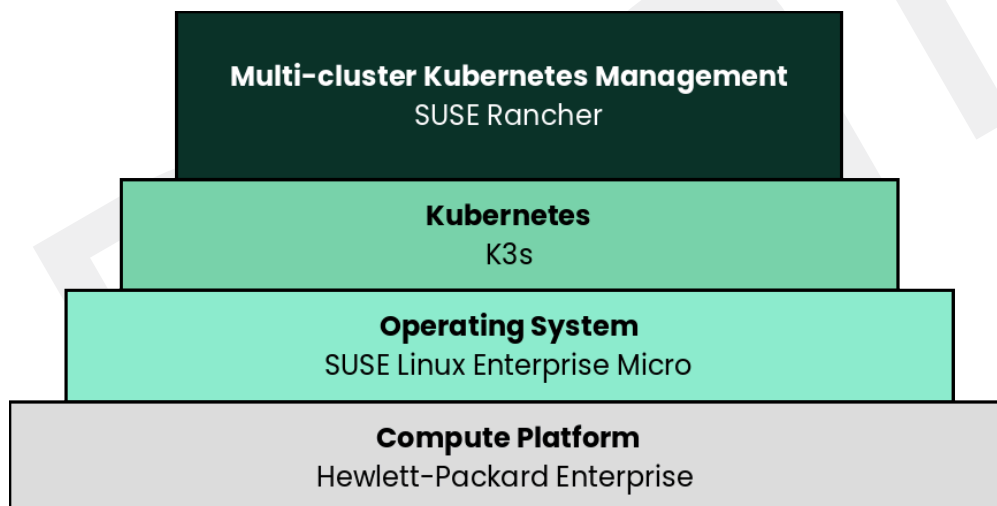 Multi-cluster Kubernetes Management
SUSE Rancher
Kubernetes
K3s
Operating System
SUSE Linux Enterprise Micro
Compute Platform
Hewlett-Packard Enterprise